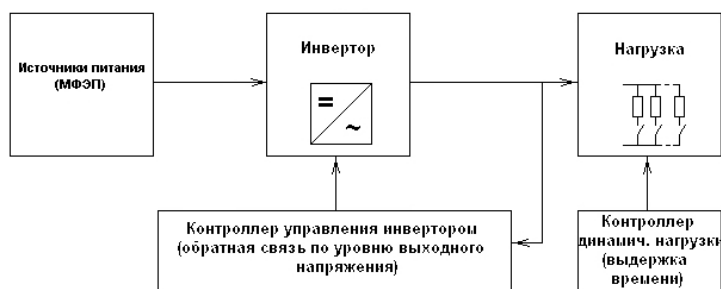 Источники питания
(МФЭП)
Инвертор
=
~
Нагрузка
Контроллер управления инвертором
(обратная связь по уровню выходного
напряжения)
Контроллер
динамич. нагрузки
(выдержка
времени)